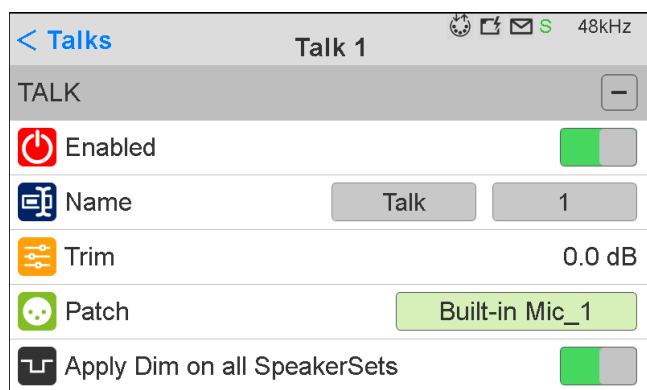 < Talks
Talk 1
S 48kHz
TALK
Enabled
Name Talk 1
Trim 0.0 dB
Patch Built-in Mic_1
Apply Dim on all SpeakerSets